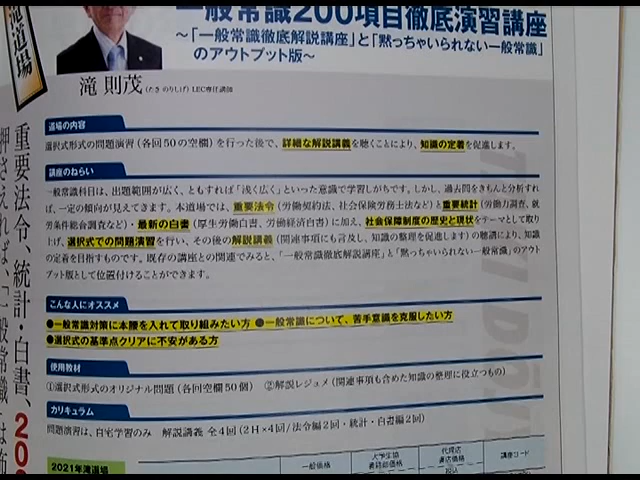 滝道場
一般常識200項目徹底演習講座
～「一般常識徹底解説講座」と「黙っちゃいられない一般常識」
のアウトプット版～
滝 則茂 (たき のりしげ) LEC専任講師
道場の内容
選択式形式の問題演習(各回50の空欄)を行った後で、詳細な解説講義を聴くことにより、知識の定着を促進します。
講座のねらい
一般常識科目は、出題範囲が広く、ともすれば「浅く広く」といった意識で学習しがちです。しかし、過去問をきちんと分析すれ
ば、一定の傾向が見えてきます。本道場では、重要法令(労働契約法、社会保険労務士法など)と重要統計(労働力調査、就
労条件総合調査など)・最新の白書(厚生労働白書、労働経済白書)に加え、社会保障制度の歴史と現状をテーマとして取り
上げ、選択式での問題演習を行い、その後の解説講義(関連事項にも言及し、知識の整理を促進します)の聴講により、知識
の定着を目指すものです。既存の講座との関連でみると、「一般常識徹底解説講座」と「黙っちゃいられない一般常識」のアウト
プット版として位置付けることができます。
こんな人にオススメ
●一般常識対策に本腰を入れて取り組みたい方 ●一般常識について、苦手意識を克服したい方
●選択式の基準点クリアに不安がある方
使用教材
①選択式形式のオリジナル問題(各回空欄50個) ②解説レジュメ(関連事項も含めた知識の整理に役立つもの)
カリキュラム
問題演習は、自宅学習のみ 解説講義 全4回(2H×4回/法令編2回・統計・白書編2回)
2021年滝道場
一般価格
大学生協
書籍部価格
代理店
書店価格
講座コード
重要法令、統計・白書、20
押さえれば、「一般常識」は